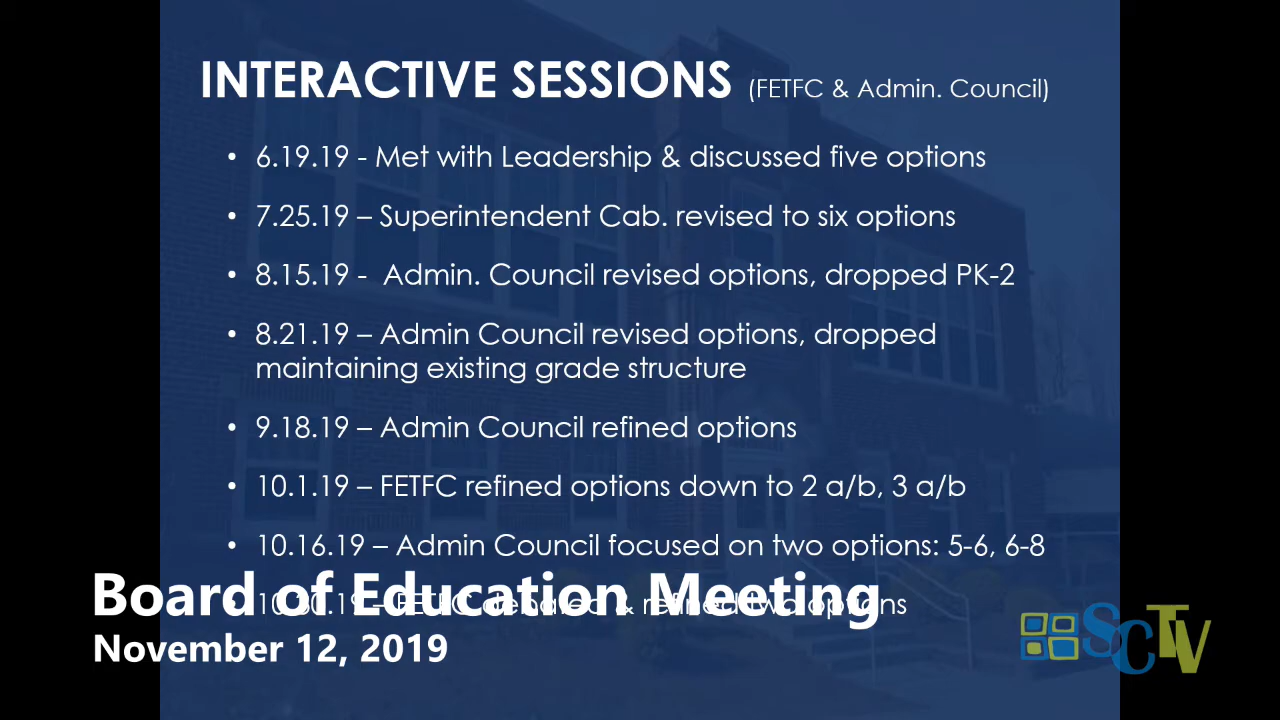 INTERACTIVE SESSIONS (FETFC & Admin. Council)
• 6.19.19 - Met with Leadership & discussed five options
• 7.25.19 – Superintendent Cab. revised to six options
• 8.15.19 - Admin. Council revised options, dropped PK-2
• 8.21.19 – Admin Council revised options, dropped
maintaining existing grade structure
• 9.18.19 – Admin Council refined options
• 10.1.19 – FETFC refined options down to 2 a/b, 3 a/b
• 10.16.19 – Admin Council focused on two options: 5-6, 6-8
• – FETFC & refined two options
Board of Education Meeting
November 12, 2019
SCTV